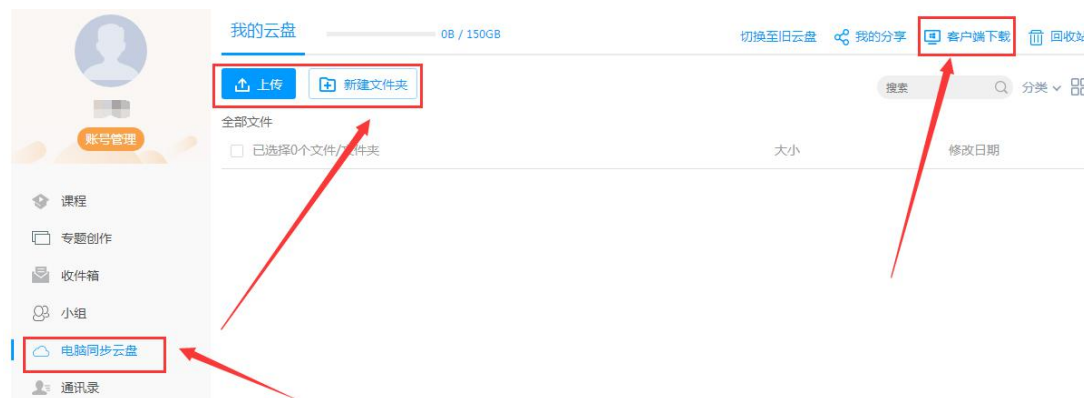 我的云盘 0B / 150GB 切换至旧云盘 我的分享 客户端下载 回收站
上传 新建文件夹 搜索 分类
账号管理
全部文件
已选择0个文件/文件夹 大小 修改日期
课程
专题创作
收件箱
小组
电脑同步云盘
通讯录